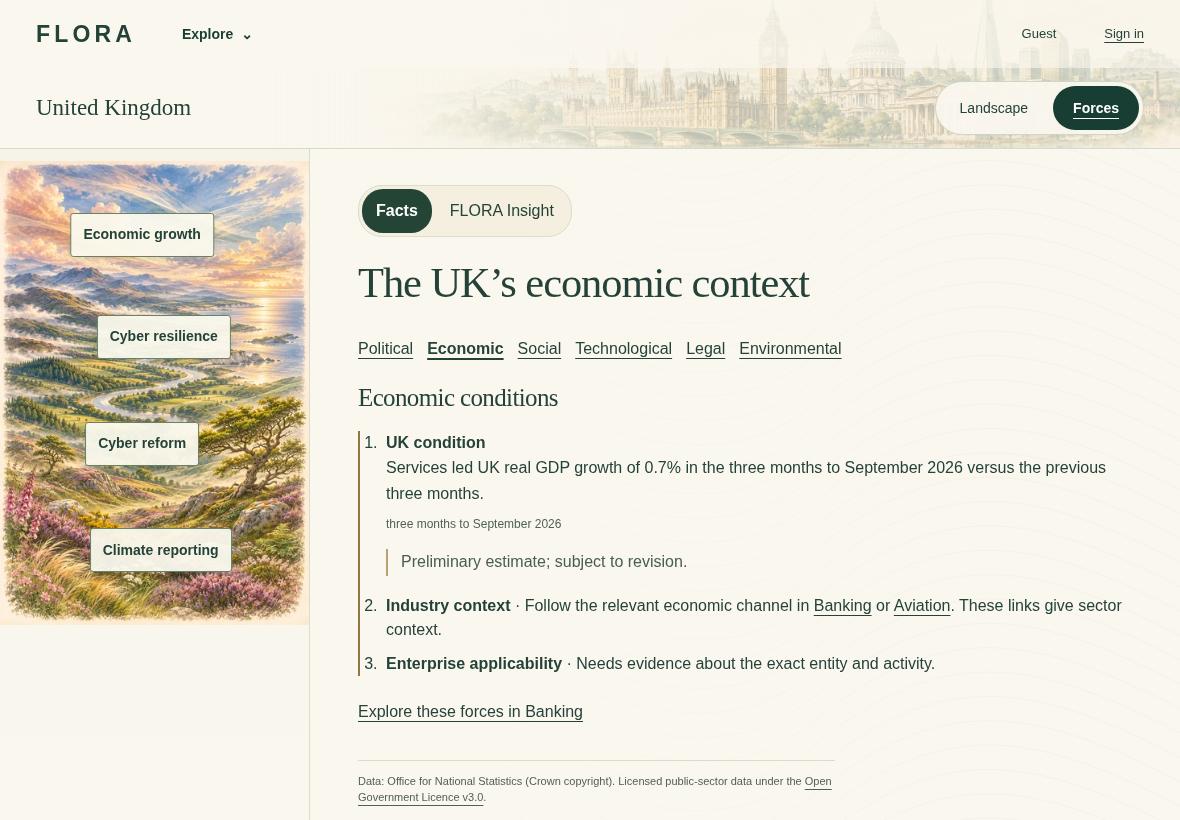 FLORA
Explore
Guest
Sign in
United Kingdom
Landscape
Forces
Economic growth
Cyber resilience
Cyber reform
Climate reporting
Facts
FLORA Insight
The UK’s economic context
Political Economic Social Technological Legal Environmental
Economic conditions
1. UK condition
Services led UK real GDP growth of 0.7% in the three months to September 2026 versus the previous
three months.
three months to September 2026
Preliminary estimate; subject to revision.
2. Industry context · Follow the relevant economic channel in Banking or Aviation. These links give sector
context.
3. Enterprise applicability · Needs evidence about the exact entity and activity.
Explore these forces in Banking
Data: Office for National Statistics (Crown copyright). Licensed public-sector data under the Open
Government Licence v3.0.